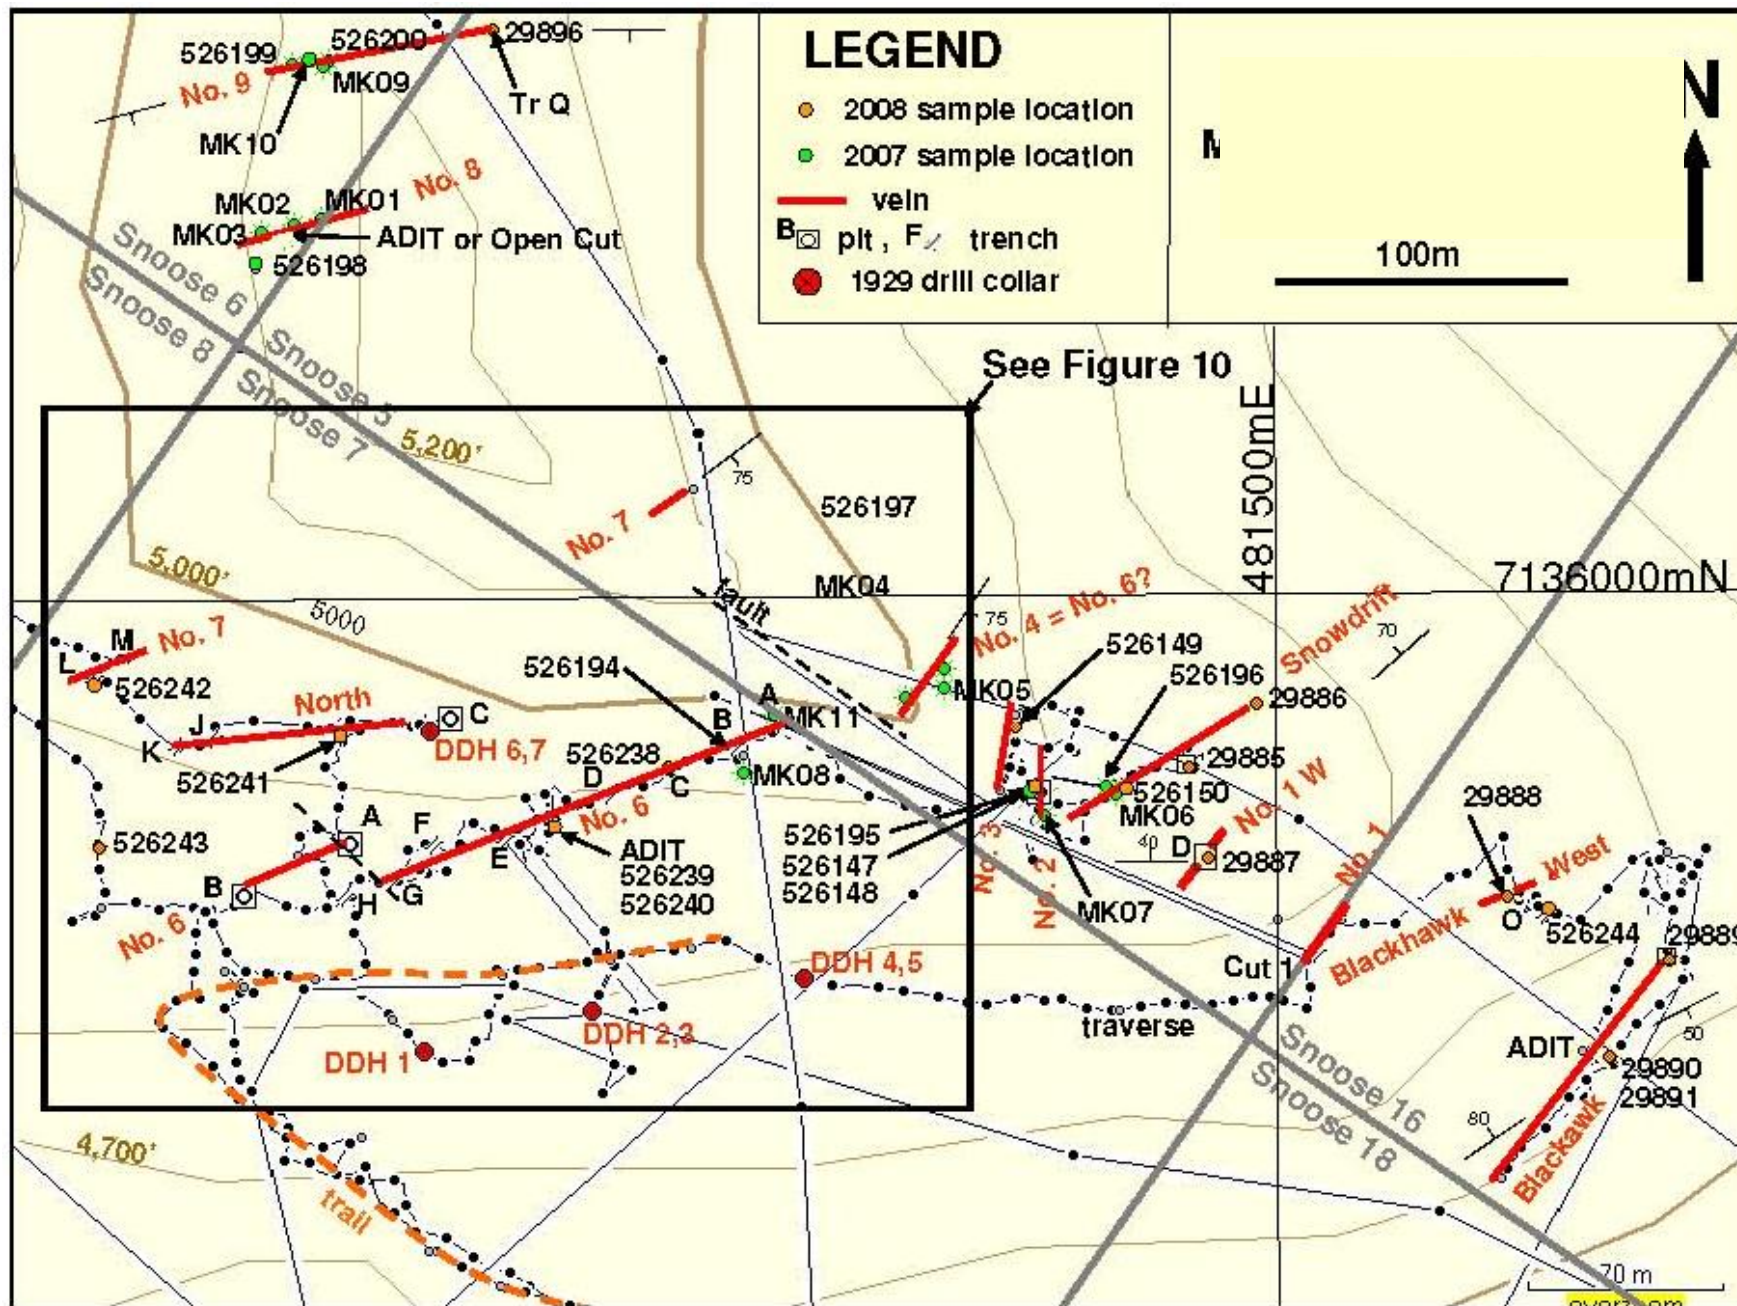 526199
526200
29896
No. 9
MK09
Tr Q
MK10
MK02
MK01
No. 8
MK03
ADIT or Open Cut
526198
Snoose 6
Snoose 8
Snoose 5
Snoose 7
LEGEND
2008 sample location
2007 sample location
vein
B pit, F trench
1929 drill collar
N
100m
See Figure 10
5,200'
75
526197
No. 7
481500mE
7136000mN
5,000'
5000
MK04
fault
75
No. 4 = No. 6?
Snowdrift
70
M
No. 7
L
526242
526194
526149
526196
MK05
29886
North
J
K
C
DDH 6,7
A
B
MK11
526241
526238
D
C
MK08
29885
526150
MK06
No. 6
A
F
526243
E
ADIT
526239
526240
526195
526147
526148
No. 3
No. 2
MK07
40
D
No. 1 W
29887
No. 1
29888
West
Blackhawk
O
526244
29889
B
H
G
No. 6
DDH 4,5
Cut 1
DDH 2,3
DDH 1
traverse
Snoose 16
Snoose 18
ADIT
50
29890
29891
80
Blackawk
4,700'
trail
70 m